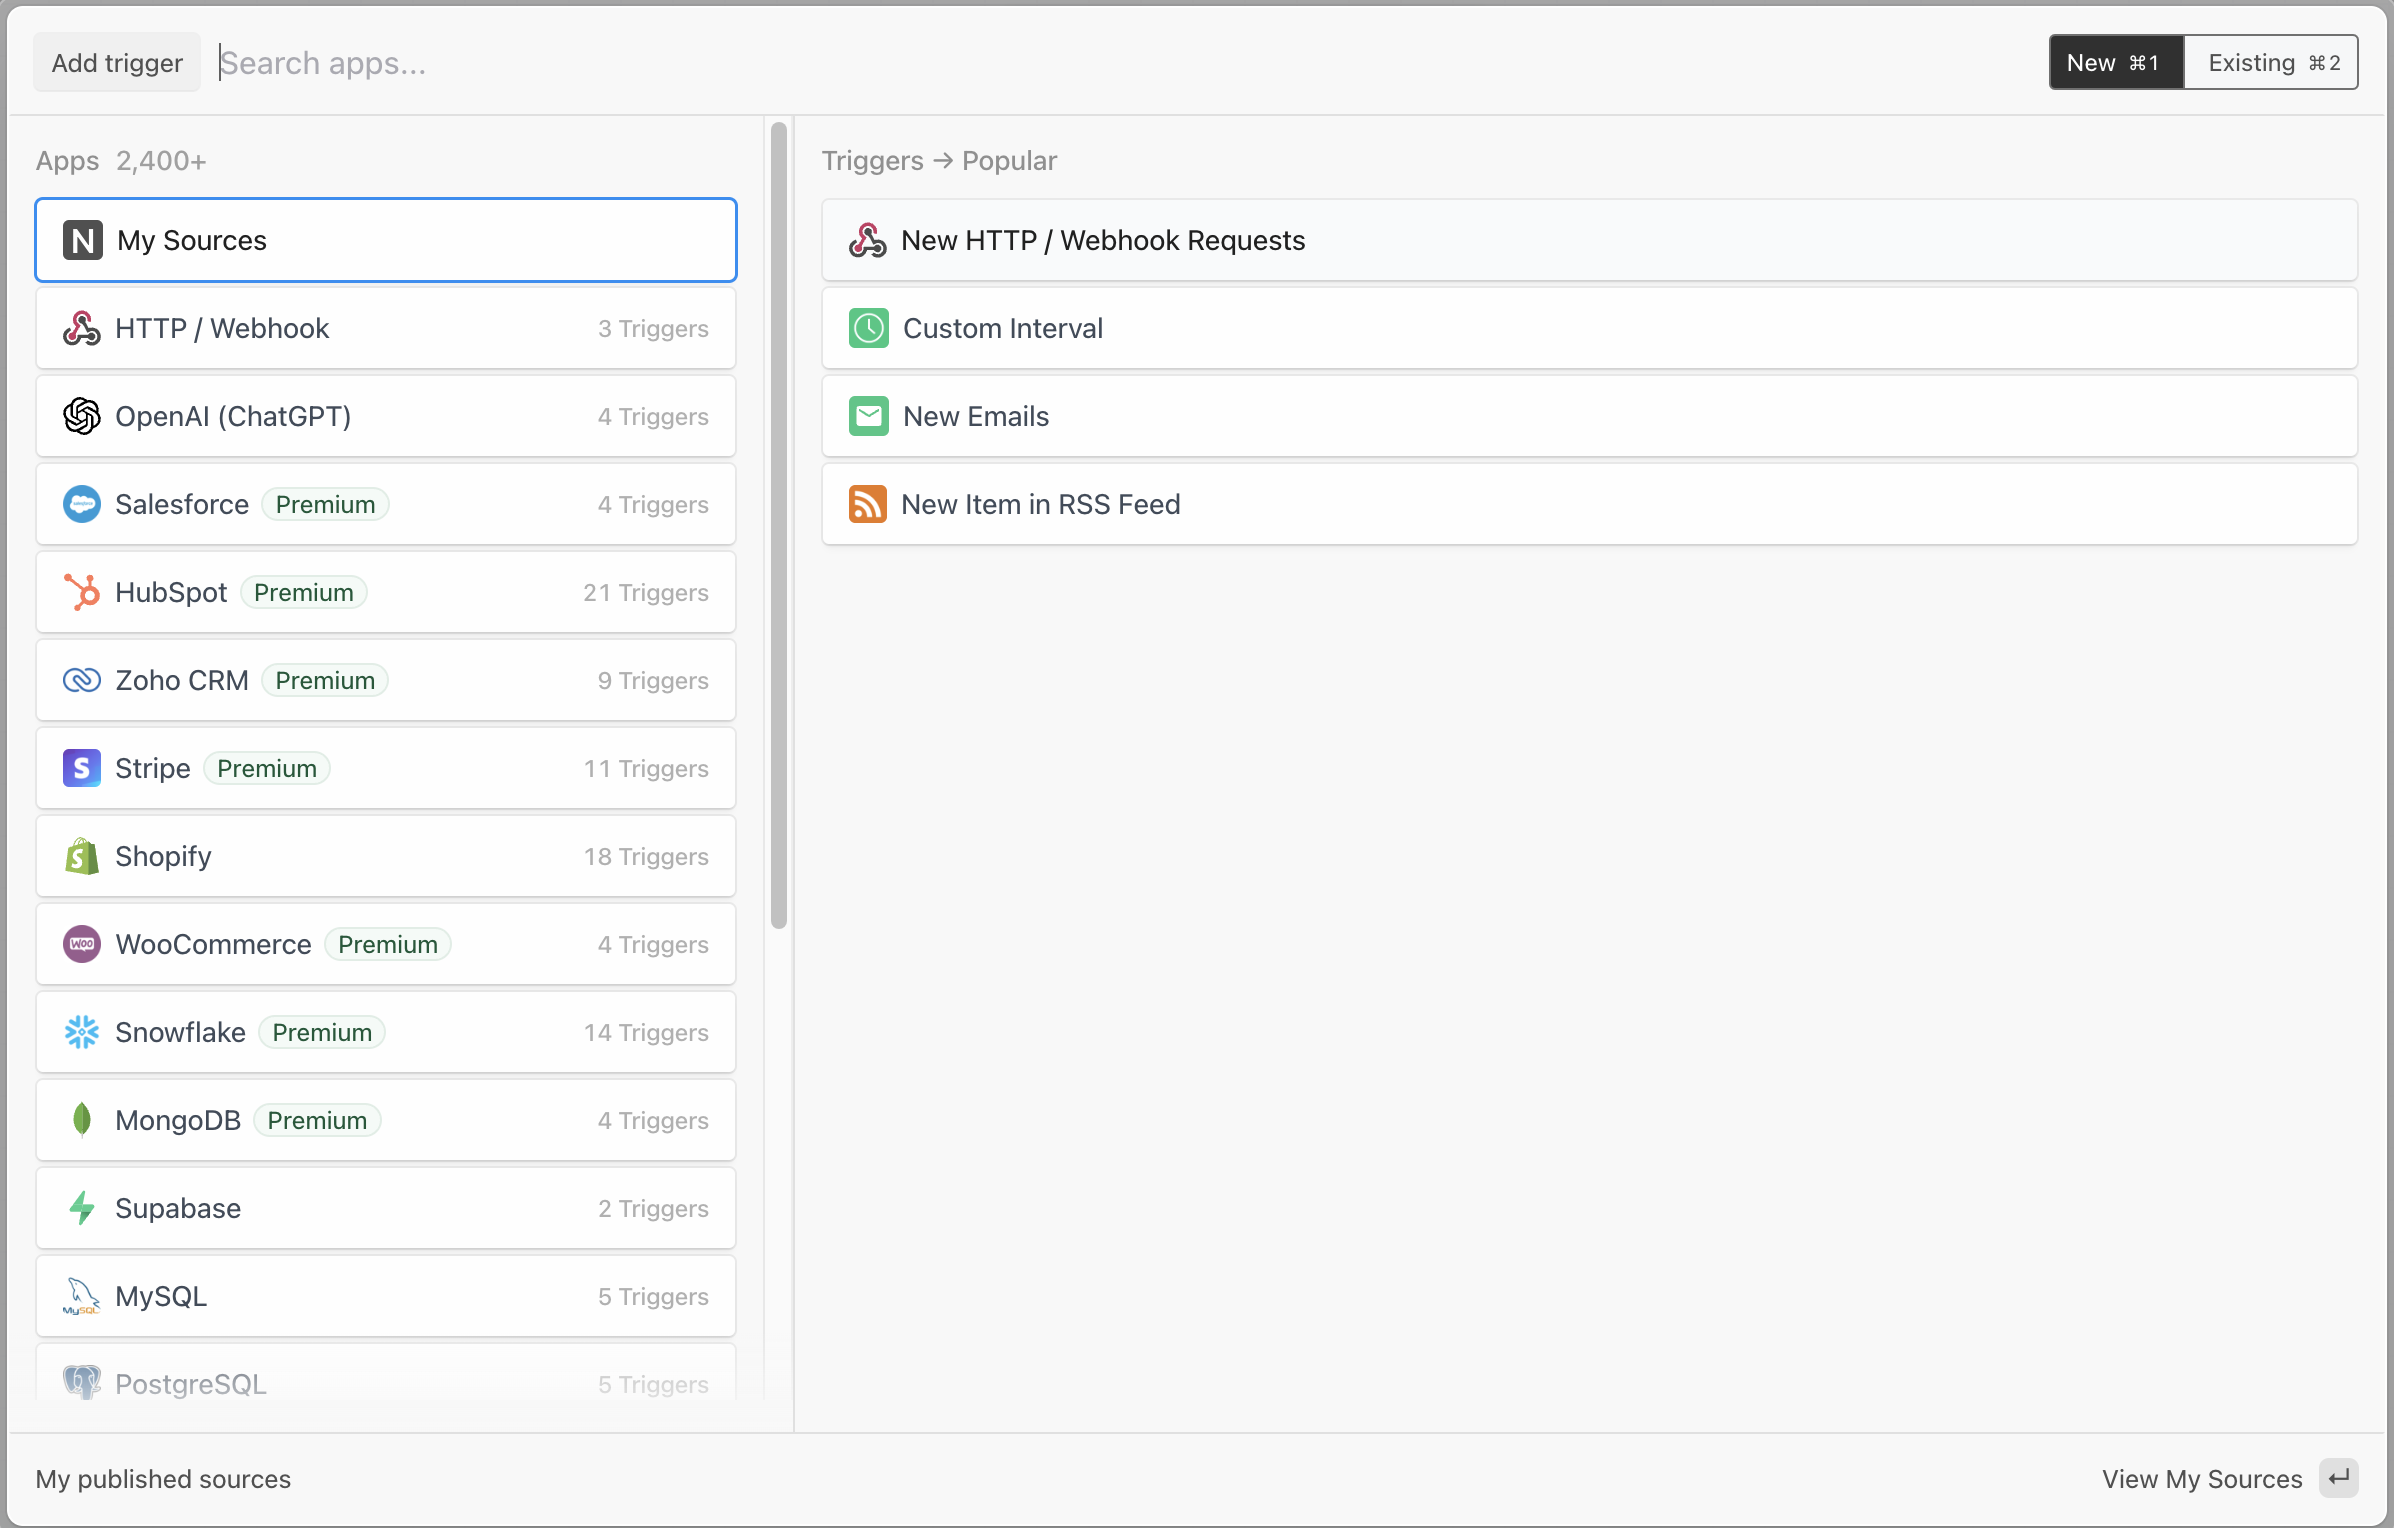 Add trigger Search apps... New ⌘1 Existing ⌘2
Apps 2,400+
N My Sources
HTTP / Webhook 3 Triggers
OpenAI (ChatGPT) 4 Triggers
Salesforce Premium 4 Triggers
HubSpot Premium 21 Triggers
Zoho CRM Premium 9 Triggers
S Stripe Premium 11 Triggers
S Shopify 18 Triggers
Woo WooCommerce Premium 4 Triggers
Snowflake Premium 14 Triggers
MongoDB Premium 4 Triggers
Supabase 2 Triggers
MySQL MySQL 5 Triggers
PostgreSQL 5 Triggers
Triggers → Popular
New HTTP / Webhook Requests
Custom Interval
New Emails
New Item in RSS Feed
My published sources View My Sources ↵